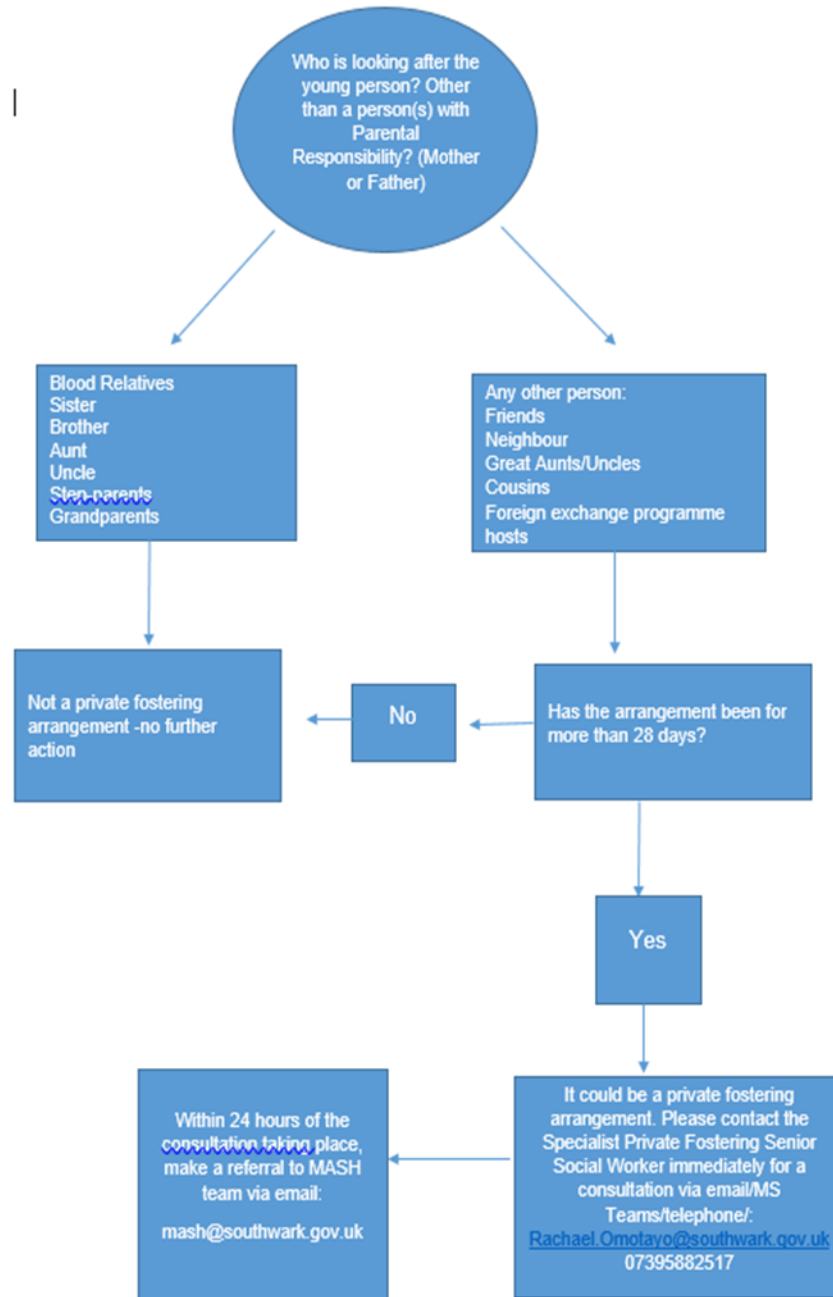 Who is looking after the
young person? Other
than a person(s) with
Parental
Responsibility? (Mother
or Father)
Blood Relatives
Sister
Brother
Aunt
Uncle
Step-parents
Grandparents
Any other person:
Friends
Neighbour
Great Aunts/Uncles
Cousins
Foreign exchange programme
hosts
Not a private fostering
arrangement -no further
action
No
Has the arrangement been for
more than 28 days?
Yes
Within 24 hours of the
consultation taking place,
make a referral to MASH
team via email:
mash@southwark.gov.uk
It could be a private fostering
arrangement. Please contact the
Specialist Private Fostering Senior
Social Worker immediately for a
consultation via email/MS
Teams/telephone/:
Rachael.Omotayo@southwark.gov.uk
07395882517